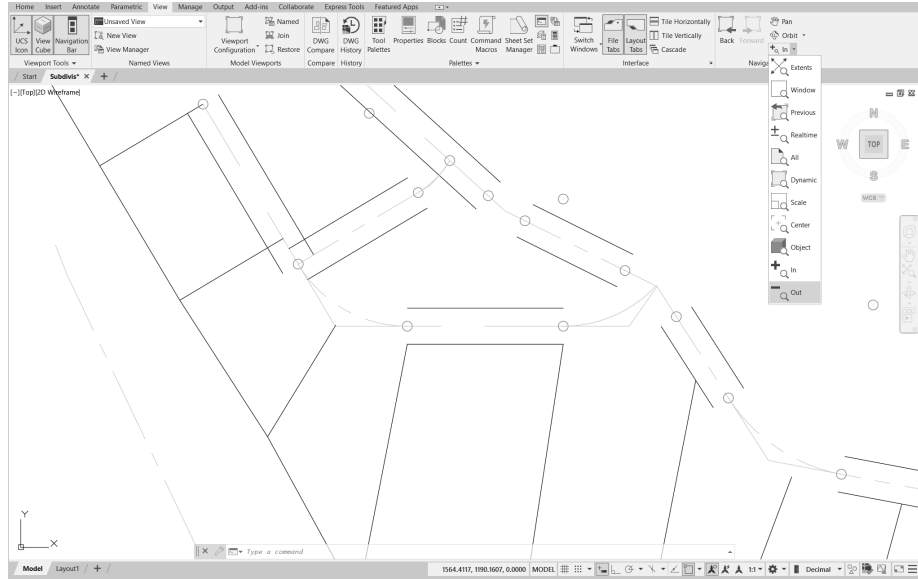 Home Insert Annotate Parametric View Manage Output Add-ins Collaborate Express Tools Featured Apps
Unsaved View
New View
View Manager
UCS Icon
View Cube
Navigation Bar
Viewport Configuration
Named
Join
Restore
DWG Compare
DWG History
Tool Palettes
Properties
Blocks
Count
Command Macros
Sheet Set Manager
Switch Windows
File Tabs
Layout Tabs
Tile Horizontally
Tile Vertically
Cascade
Back
Forward
Pan
Orbit
In
Viewport Tools Named Views Model Viewports Compare History Palettes Interface Naviga
Start Subdivis* × +
[−][Top][2D Wireframe]
Extents
Window
Previous
Realtime
All
Dynamic
Scale
Center
Object
In
Out
N
W TOP E
S
WCS
Y
X
Type a command
Model Layout1 +
1564.4117, 1190.1607, 0.0000 MODEL 1:1 Decimal